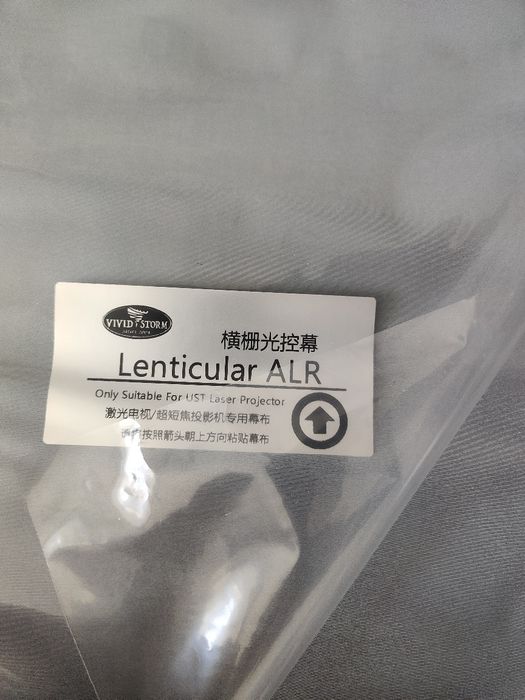 VIVID STORM
横栅光控幕
Lenticular ALR
Only Suitable For UST Laser Projector
激光电视/超短焦投影机专用幕布
请按照箭头朝上方向粘贴幕布